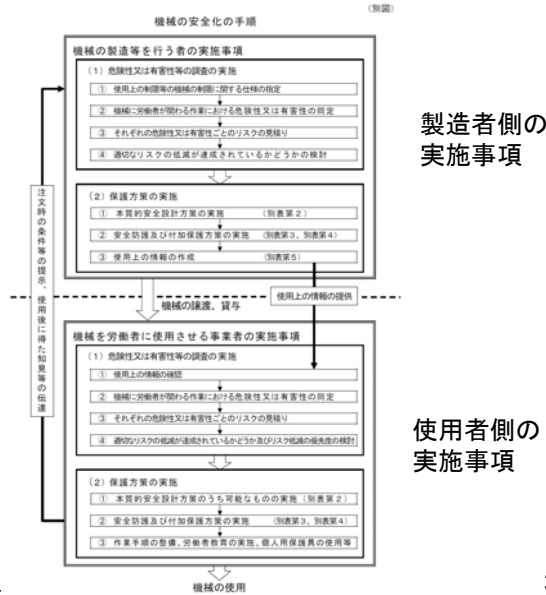 (別図)
機械の安全化の手順
機械の製造等を行う者の実施事項
(1)危険性又は有害性等の調査の実施
① 使用上の制限等の機械の制限に関する仕様の指定
② 機械に労働者が関わる作業における危険性又は有害性の同定
③ それぞれの危険性又は有害性ごとのリスクの見積り
④ 適切なリスクの低減が達成されているかどうかの検討
(2)保護方策の実施
① 本質的安全設計方策の実施 (別表第2)
② 安全防護及び付加保護方策の実施 (別表第3、別表第4)
③ 使用上の情報の作成 (別表第5)
製造者側の
実施事項
注文時の条件等の提示、使用後に得た知見等の伝達
機械の譲渡、貸与
使用上の情報の提供
機械を労働者に使用させる事業者の実施事項
(1)危険性又は有害性等の調査の実施
① 使用上の情報の確認
② 機械に労働者が関わる作業における危険性又は有害性の同定
③ それぞれの危険性又は有害性ごとのリスクの見積り
④ 適切なリスクの低減が達成されているかどうか及びリスク低減の優先度の検討
(2)保護方策の実施
① 本質的安全設計方策のうち可能なものの実施(別表第2)
② 安全防護及び付加保護方策の実施 (別表第3、別表第4)
③ 作業手順の整備、労働者教育の実施、個人用保護具の使用等
使用者側の
実施事項
機械の使用